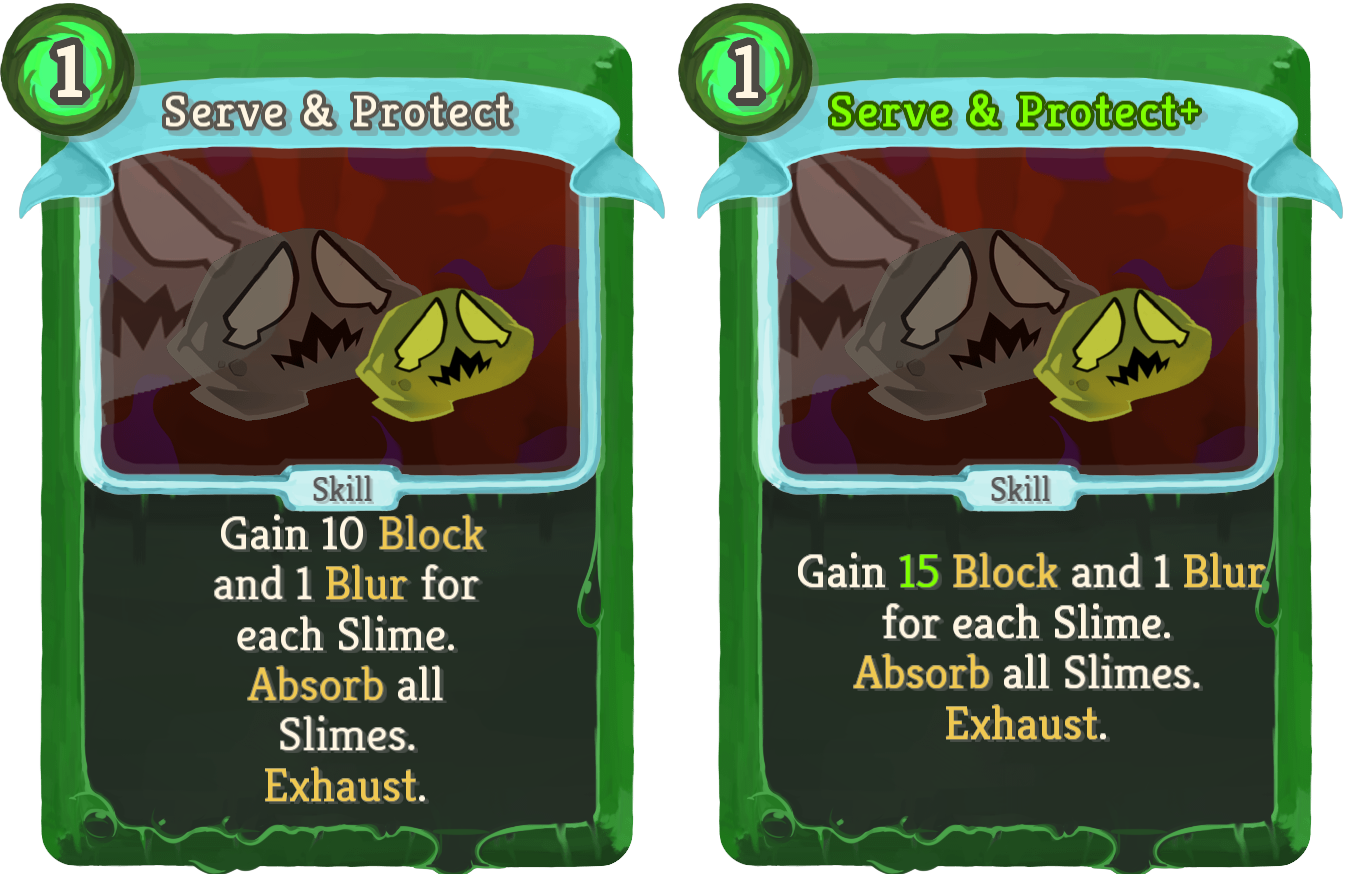 1
Serve & Protect
Skill
Gain 10 Block
and 1 Blur for
each Slime.
Absorb all
Slimes.
Exhaust.
1
Serve & Protect+
Skill
Gain 15 Block and 1 Blur
for each Slime.
Absorb all Slimes.
Exhaust.